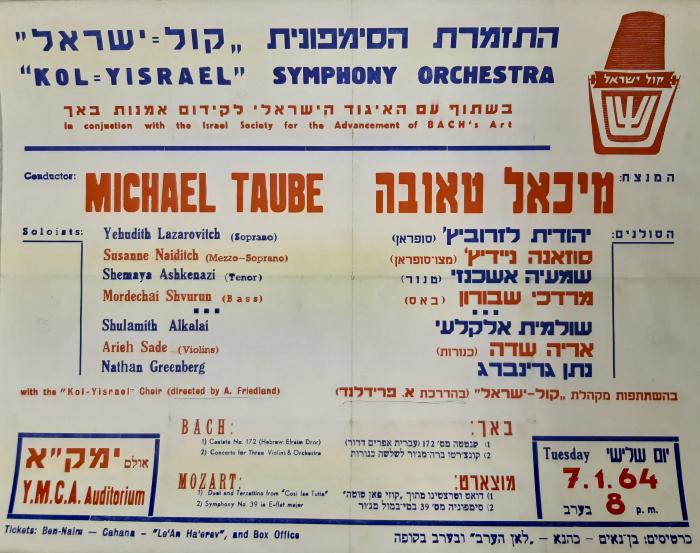 התזמרת הסימפונית „קול=ישראל"
"KOL=YISRAEL" SYMPHONY ORCHESTRA
קול ישראל
בשתוף עם האיגוד הישראלי לקידום אמנות באך
In conjection with the Israel Society for the Advancement of BACH's Art
Conductor: MICHAEL TAUBE
המנצח: מיכאל טאובה
Soloists: Yehudith Lazarovitch (Soprano)
Susanne Naiditch (Mezzo-Soprano)
Shemaya Ashkenazi (Tenor)
Mordechai Shvurun (Bass)
Shulamith Alkalai
Arieh Sade (Violins)
Nathan Greenberg
הסולנים: יהודית לזרוביץ' (סופראן)
סוזאנה ניידיץ' (מצו-סופראן)
שמעיה אשכנזי (טנור)
מרדכי שבורון (באס)
שולמית אלקלעי
אריה שדה (כנורות)
נתן גרינברג
with the "Kol-Yisrael" Choir (directed by A. Friedland)
בהשתתפות מקהלת „קול-ישראל" (בהדרכת א. פרידלנד)
BACH:
1) Cantate No. 172 (Hebrew: Efraim Dror)
2) Concerto for Three Violins & Orchestra
MOZART:
1) Duet and Terzettino from "Cosi fan Tutte"
2) Symphony No. 39 in E-flat major
באך:
1) קנטטה מס' 172 (עברית אפרים דרור)
2) קונצ'רטו ברה-מג'ור לשלשה כנורות
מוצארט:
1) דואט וטרצטינו מתוך „קוזי פאן טוטה"
2) סימפוניה מס' 39 במי-במול מג'ור
אולם ימק"א
Y.M.C.A. Auditorium
Tuesday יום שלישי
7.1.64
בערב 8 p.m.
Tickets: Ben-Naim – Cahana – "Le'An Ha'erev", and Box Office
כרטיסים: בן-נאים – כהנא – „לאן הערב" ובערב בקופה